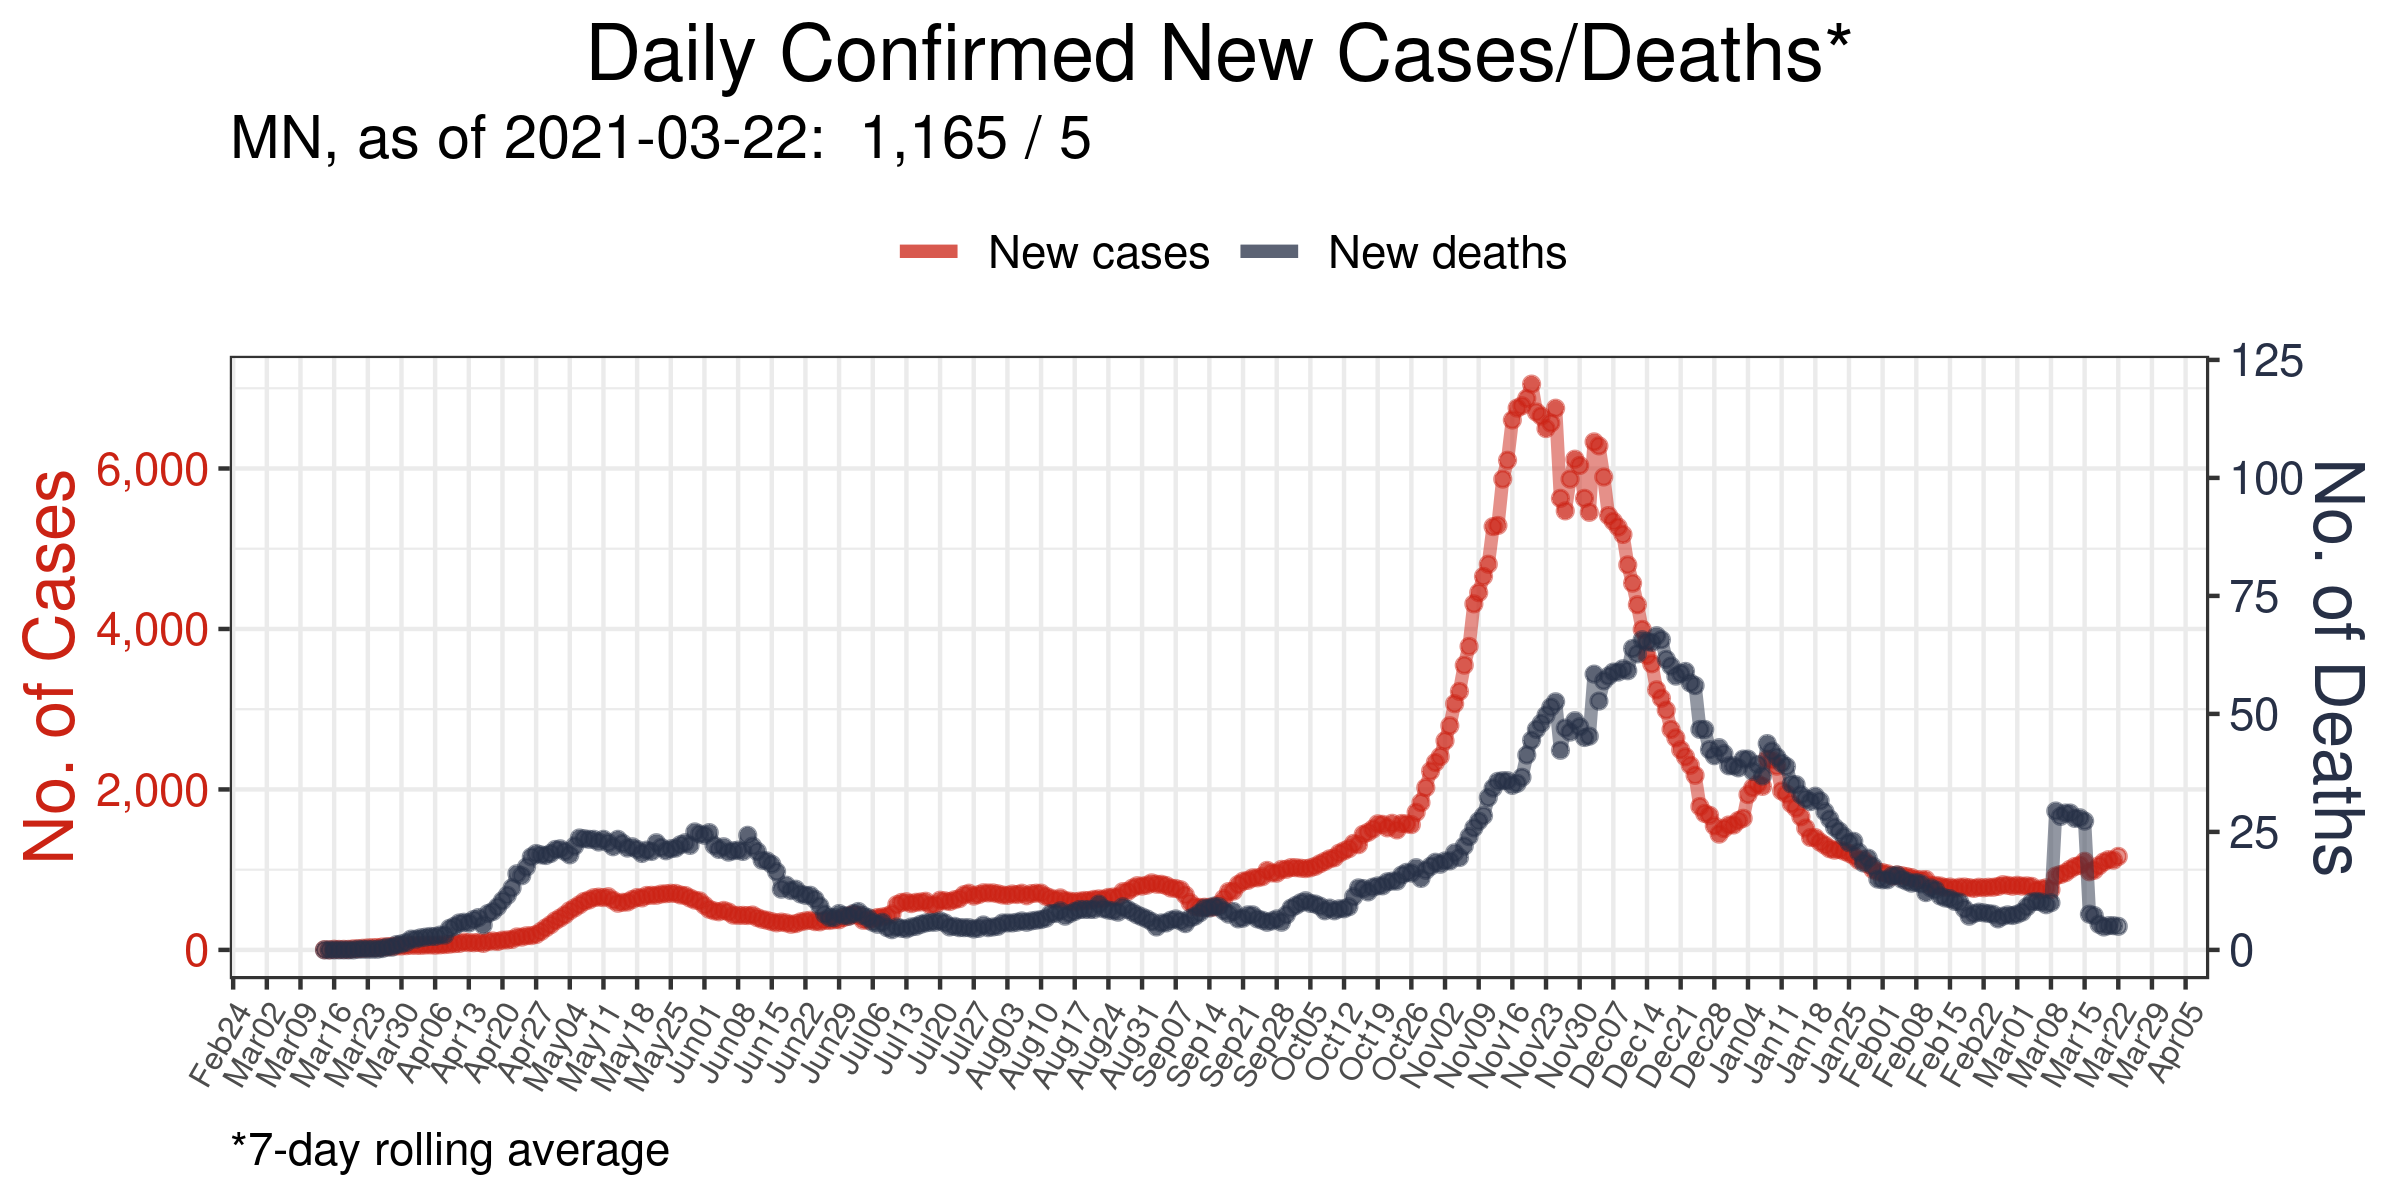 Daily Confirmed New Cases/Deaths*
MN, as of 2021-03-22:  1,165 / 5
New cases
New deaths
No. of Cases
6,000
4,000
2,000
0
125
100
75
50
25
0
No. of Deaths
Feb24
Mar02
Mar09
Mar16
Mar23
Mar30
Apr06
Apr13
Apr20
Apr27
May04
May11
May18
May25
Jun01
Jun08
Jun15
Jun22
Jun29
Jul06
Jul13
Jul20
Jul27
Aug03
Aug10
Aug17
Aug24
Aug31
Sep07
Sep14
Sep21
Sep28
Oct05
Oct12
Oct19
Oct26
Nov02
Nov09
Nov16
Nov23
Nov30
Dec07
Dec14
Dec21
Dec28
Jan04
Jan11
Jan18
Jan25
Feb01
Feb08
Feb15
Feb22
Mar01
Mar08
Mar15
Mar22
Mar29
Apr05
*7-day rolling average